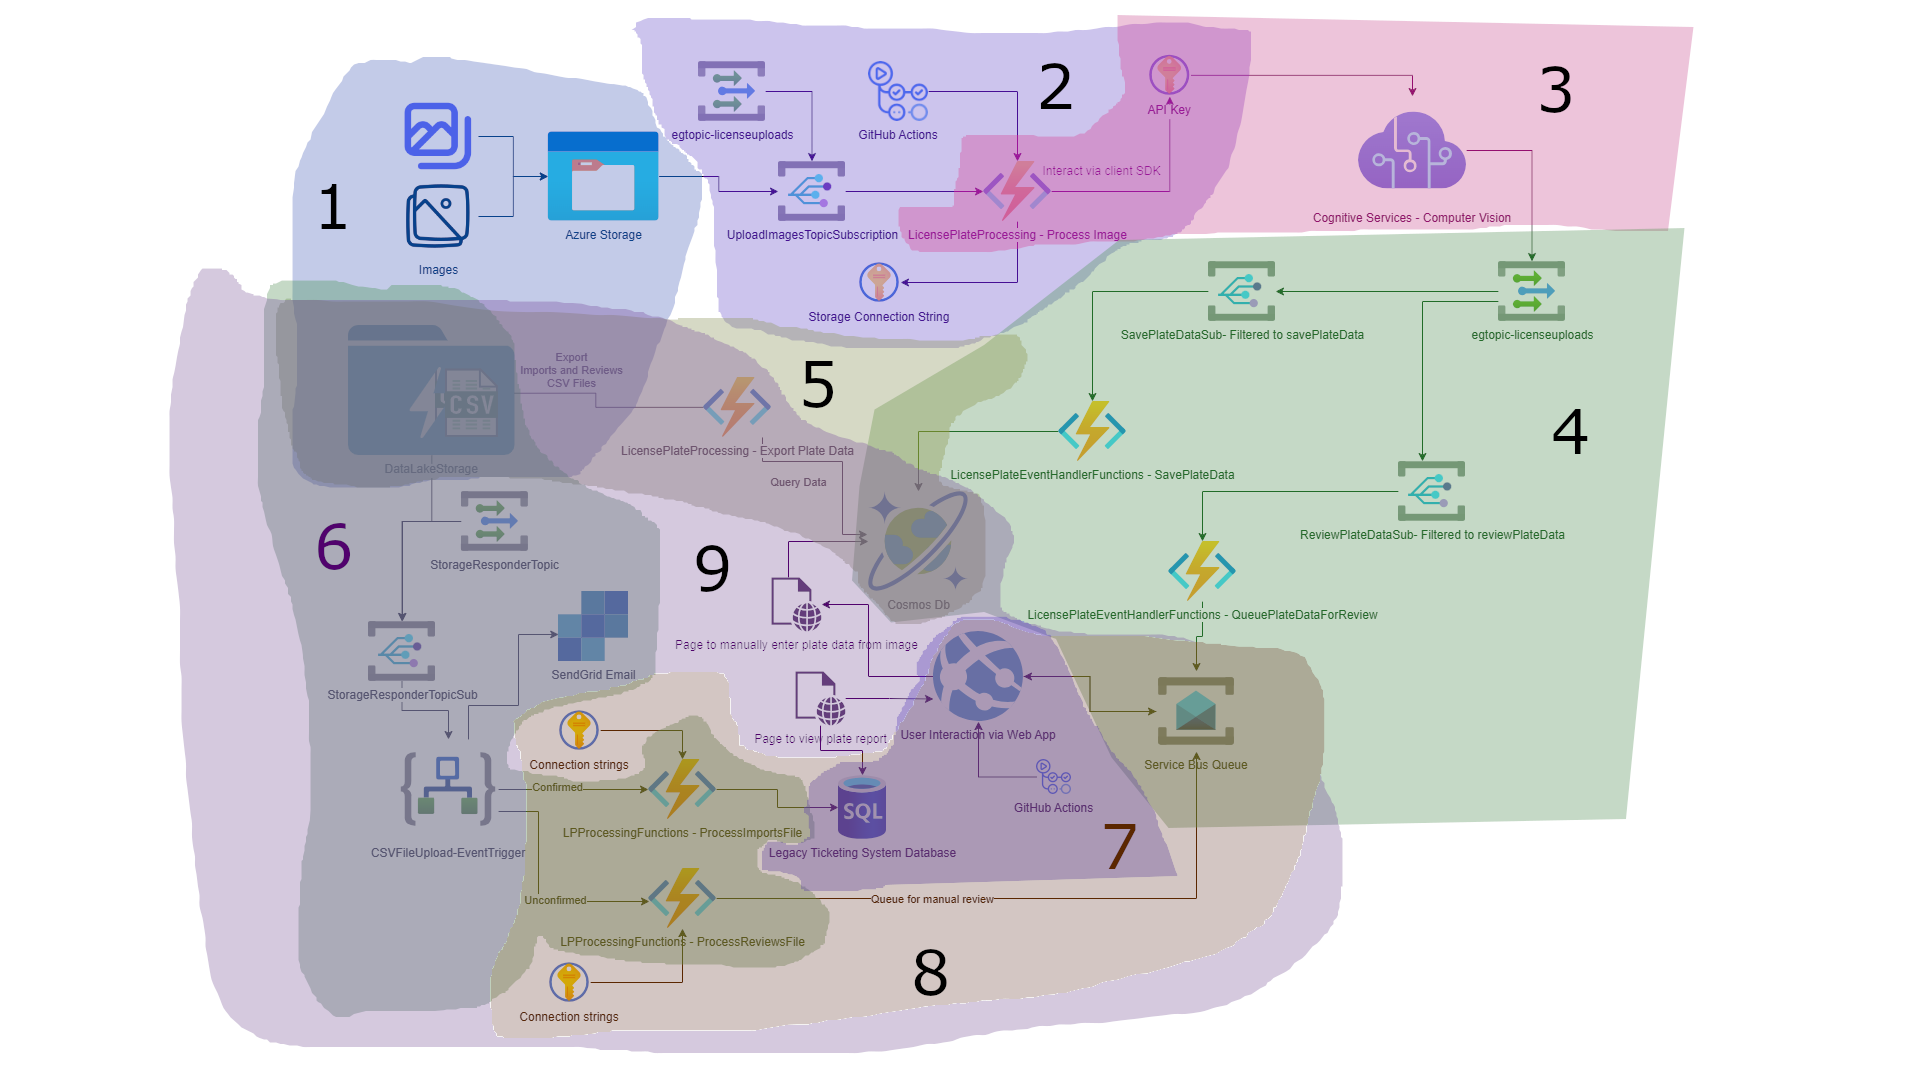 1
Images
Azure Storage
2
egtopic-licenseuploads
GitHub Actions
UploadImagesTopicSubscription
LicensePlateProcessing - Process Image
Interact via client SDK
Storage Connection String
3
API Key
Cognitive Services - Computer Vision
4
egtopic-licenseuploads
SavePlateDataSub- Filtered to savePlateData
LicensePlateEventHandlerFunctions - SavePlateData
ReviewPlateDataSub- Filtered to reviewPlateData
LicensePlateEventHandlerFunctions - QueuePlateDataForReview
5
Export
Imports and Reviews
CSV Files
CSV
DataLakeStorage
LicensePlateProcessing - Export Plate Data
Query Data
Cosmos Db
6
StorageResponderTopic
StorageResponderTopicSub
SendGrid Email
CSVFileUpload-EventTrigger
9
Page to manually enter plate data from image
Page to view plate report
User Interaction via Web App
GitHub Actions
Service Bus Queue
7
SQL
Legacy Ticketing System Database
Connection strings
Confirmed
LPProcessingFunctions - ProcessImportsFile
Unconfirmed
LPProcessingFunctions - ProcessReviewsFile
Queue for manual review
8
Connection strings